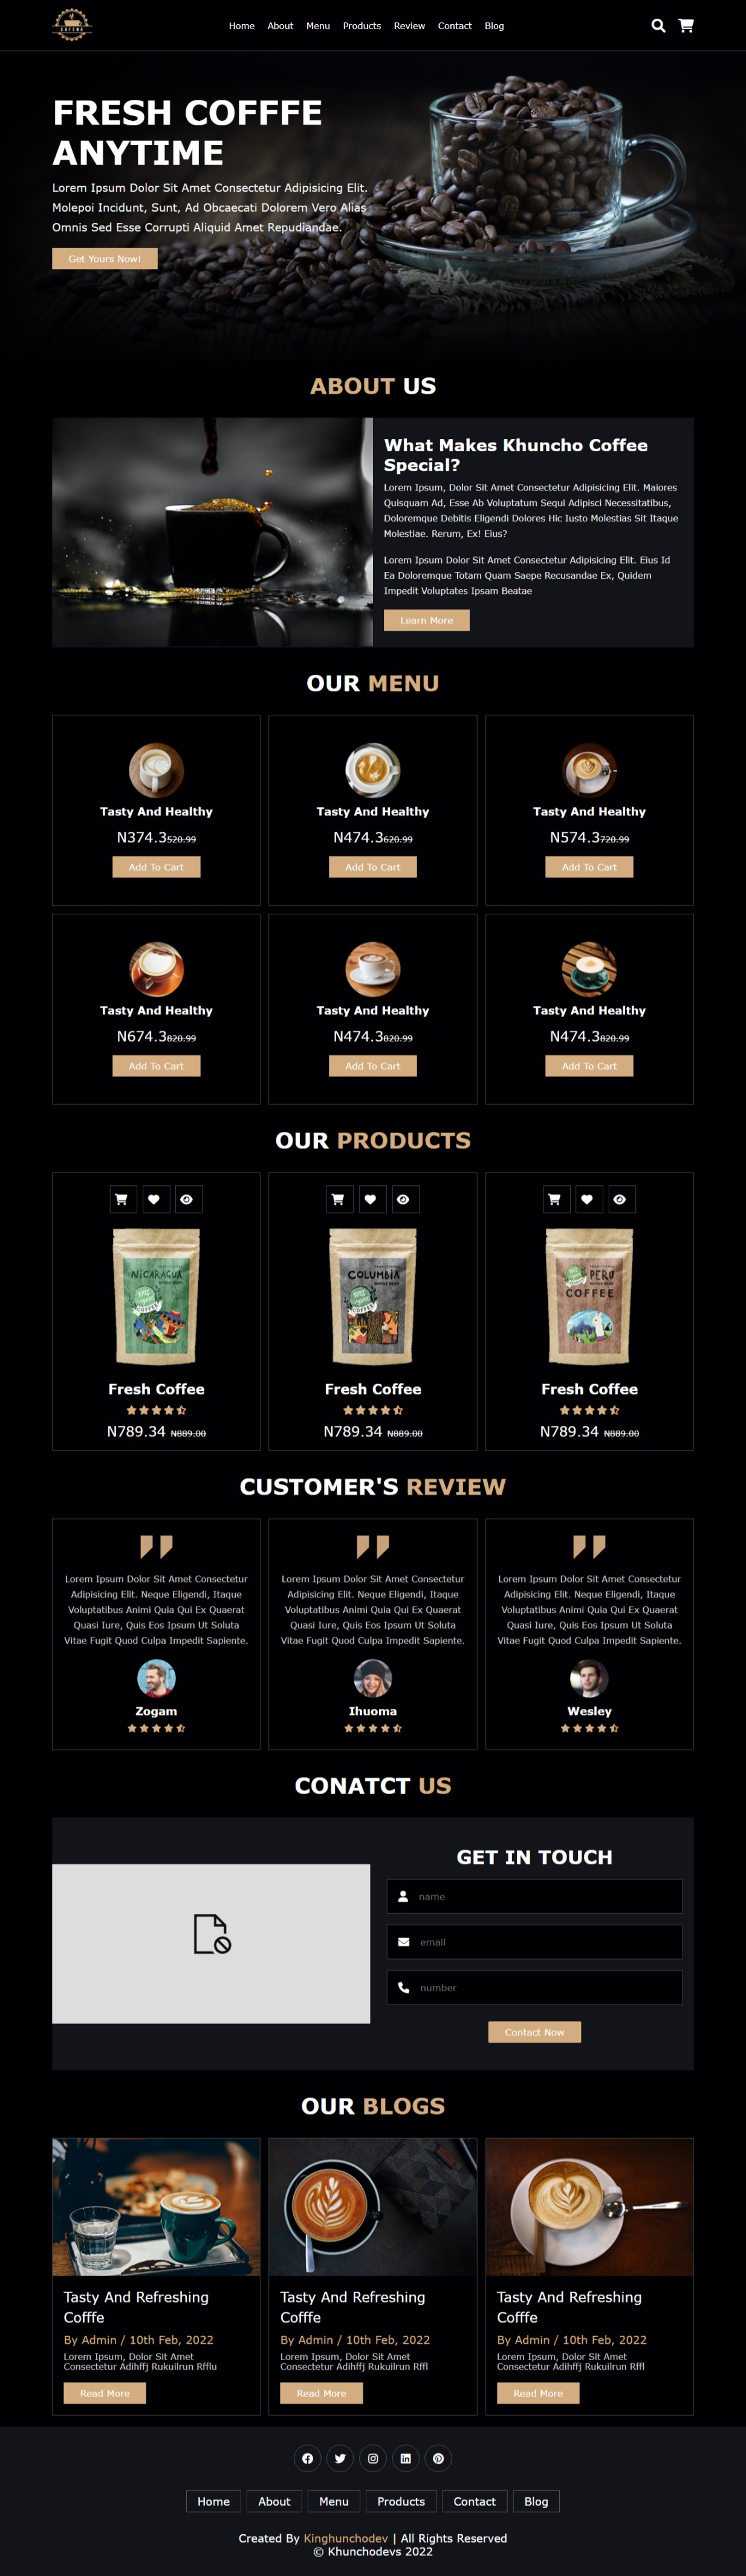 CAFENA
Home About Menu Products Review Contact Blog
FRESH COFFFE
ANYTIME
Lorem Ipsum Dolor Sit Amet Consectetur Adipisicing Elit.
Molepoi Incidunt, Sunt, Ad Obcaecati Dolorem Vero Alias
Omnis Sed Esse Corrupti Aliquid Amet Repudiandae.
Get Yours Now!
ABOUT US
What Makes Khuncho Coffee
Special?
Lorem Ipsum, Dolor Sit Amet Consectetur Adipisicing Elit. Maiores
Quisquam Ad, Esse Ab Voluptatum Sequi Adipisci Necessitatibus,
Doloremque Debitis Eligendi Dolores Hic Iusto Molestias Sit Itaque
Molestiae. Rerum, Ex! Eius?
Lorem Ipsum Dolor Sit Amet Consectetur Adipisicing Elit. Eius Id
Ea Doloremque Totam Quam Saepe Recusandae Ex, Quidem
Impedit Voluptates Ipsam Beatae
Learn More
OUR MENU
Tasty And Healthy Tasty And Healthy Tasty And Healthy
N374.3520.99 N474.3620.99 N574.3720.99
Add To Cart Add To Cart Add To Cart
Tasty And Healthy Tasty And Healthy Tasty And Healthy
N674.3820.99 N474.3820.99 N474.3820.99
Add To Cart Add To Cart Add To Cart
OUR PRODUCTS
NICARAGUA COLUMBIA PERU
COFFEE
Fresh Coffee Fresh Coffee Fresh Coffee
N789.34 N889.00 N789.34 N889.00 N789.34 N889.00
CUSTOMER'S REVIEW
Lorem Ipsum Dolor Sit Amet Consectetur
Adipisicing Elit. Neque Eligendi, Itaque
Voluptatibus Animi Quia Qui Ex Quaerat
Quasi Iure, Quis Eos Ipsum Ut Soluta
Vitae Fugit Quod Culpa Impedit Sapiente.
Zogam
Lorem Ipsum Dolor Sit Amet Consectetur
Adipisicing Elit. Neque Eligendi, Itaque
Voluptatibus Animi Quia Qui Ex Quaerat
Quasi Iure, Quis Eos Ipsum Ut Soluta
Vitae Fugit Quod Culpa Impedit Sapiente.
Ihuoma
Lorem Ipsum Dolor Sit Amet Consectetur
Adipisicing Elit. Neque Eligendi, Itaque
Voluptatibus Animi Quia Qui Ex Quaerat
Quasi Iure, Quis Eos Ipsum Ut Soluta
Vitae Fugit Quod Culpa Impedit Sapiente.
Wesley
CONATCT US
GET IN TOUCH
name
email
number
Contact Now
OUR BLOGS
Tasty And Refreshing
Cofffe
By Admin / 10th Feb, 2022
Lorem Ipsum, Dolor Sit Amet
Consectetur Adihffj Rukuilrun Rfflu
Read More
Tasty And Refreshing
Cofffe
By Admin / 10th Feb, 2022
Lorem Ipsum, Dolor Sit Amet
Consectetur Adihffj Rukuilrun Rffl
Read More
Tasty And Refreshing
Cofffe
By Admin / 10th Feb, 2022
Lorem Ipsum, Dolor Sit Amet
Consectetur Adihffj Rukuilrun Rffl
Read More
Home About Menu Products Contact Blog
Created By Kinghunchodev | All Rights Reserved
© Khunchodevs 2022